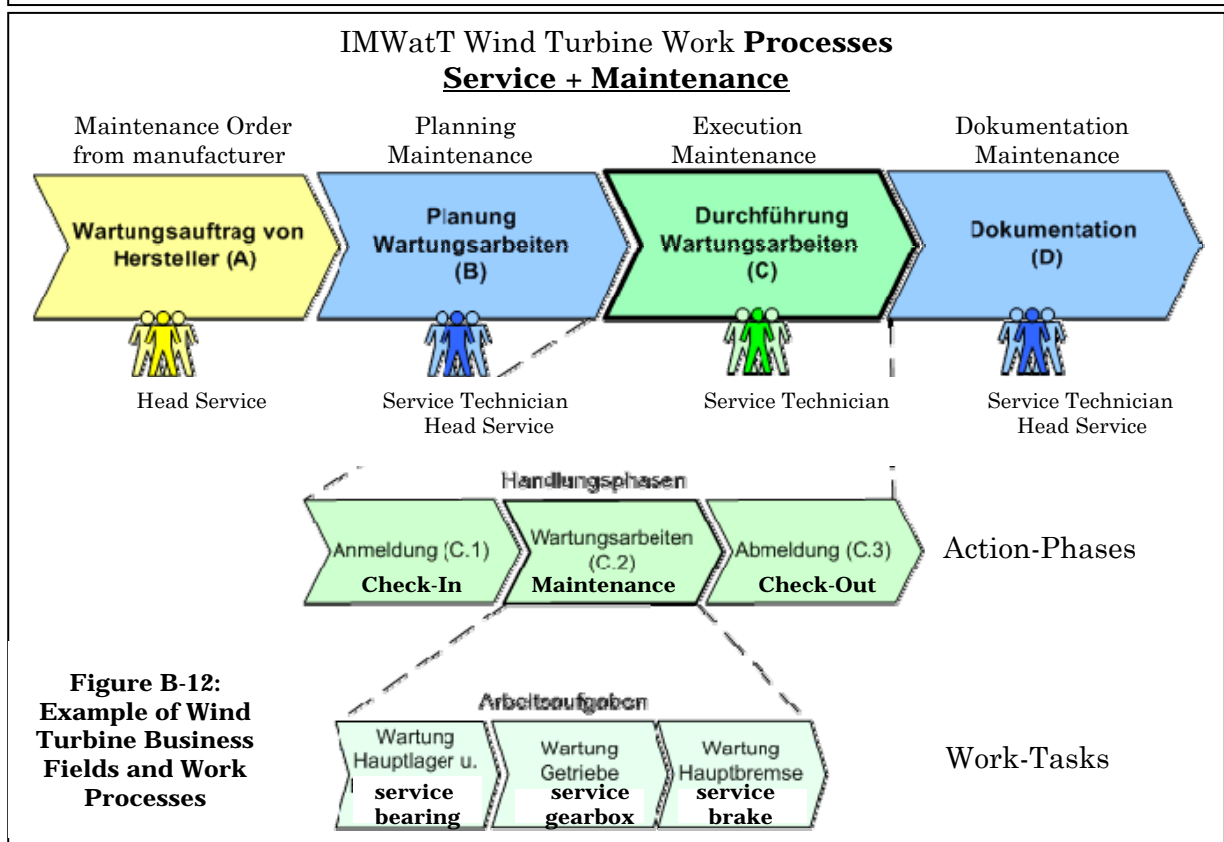 IMWatT Wind Turbine Work Processes
Service + Maintenance
Maintenance Order
from manufacturer
Planning
Maintenance
Execution
Maintenance
Dokumentation
Maintenance
Wartungsauftrag von
Hersteller (A)
Planung
Wartungsarbeiten
(B)
Durchführung
Wartungsarbeiten
(C)
Dokumentation
(D)
Head Service
Service Technician
Head Service
Service Technician
Service Technician
Head Service
Handlungsphasen
Anmeldung (C.1)
Check-In
Wartungsarbeiten
(C.2)
Maintenance
Abmeldung (C.3)
Check-Out
Action-Phases
Figure B-12:
Example of Wind
Turbine Business
Fields and Work
Processes
Arbeitsaufgaben
Wartung
Hauptlager u.
service
bearing
Wartung
Getriebe
service
gearbox
Wartung
Hauptbremse
service
brake
Work-Tasks